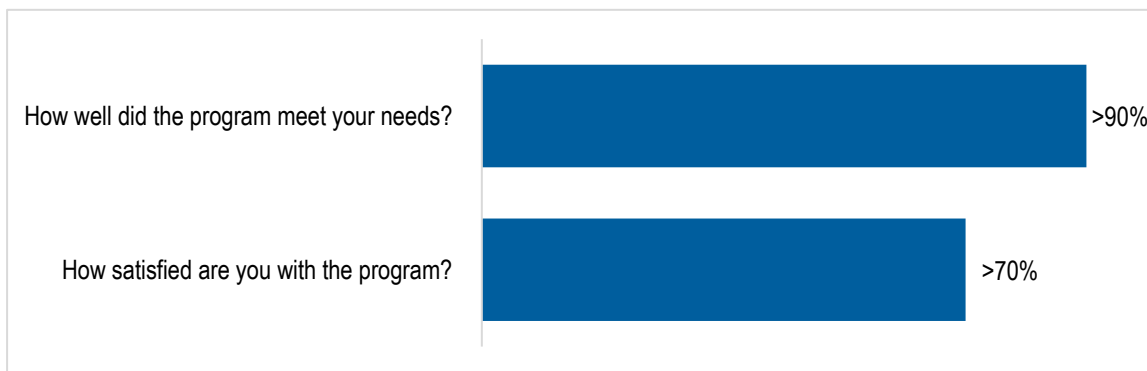 How well did the program meet your needs?
>90%
How satisfied are you with the program?
>70%